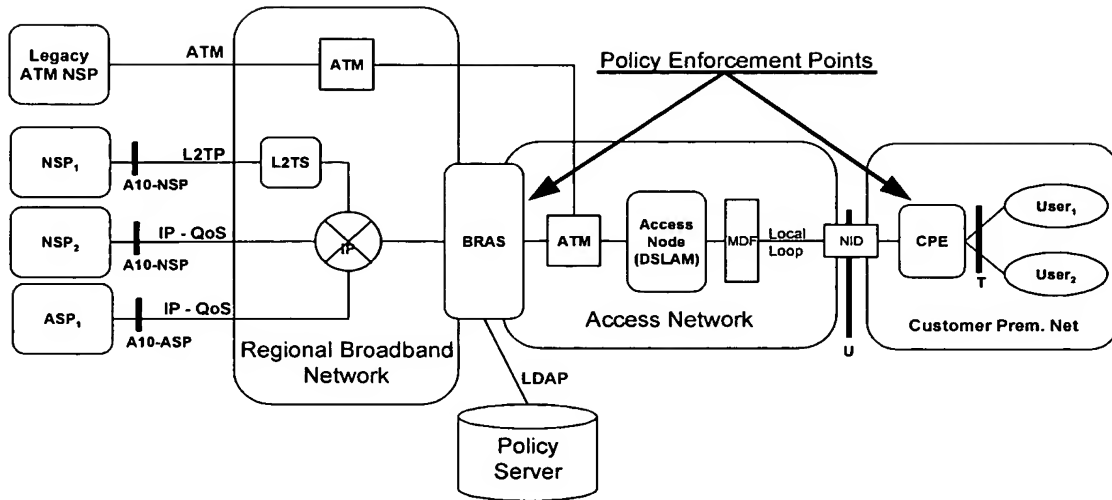 Legacy
ATM NSP
ATM
ATM
Policy Enforcement Points
NSP1
L2TP
A10-NSP
L2TS
NSP2
IP - QoS
A10-NSP
IP
BRAS
ATM
Access
Node
(DSLAM)
MDF
Local
Loop
NID
CPE
User1
User2
T
ASP1
IP - QoS
A10-ASP
Access Network
Customer Prem. Net
U
Regional Broadband
Network
LDAP
Policy
Server